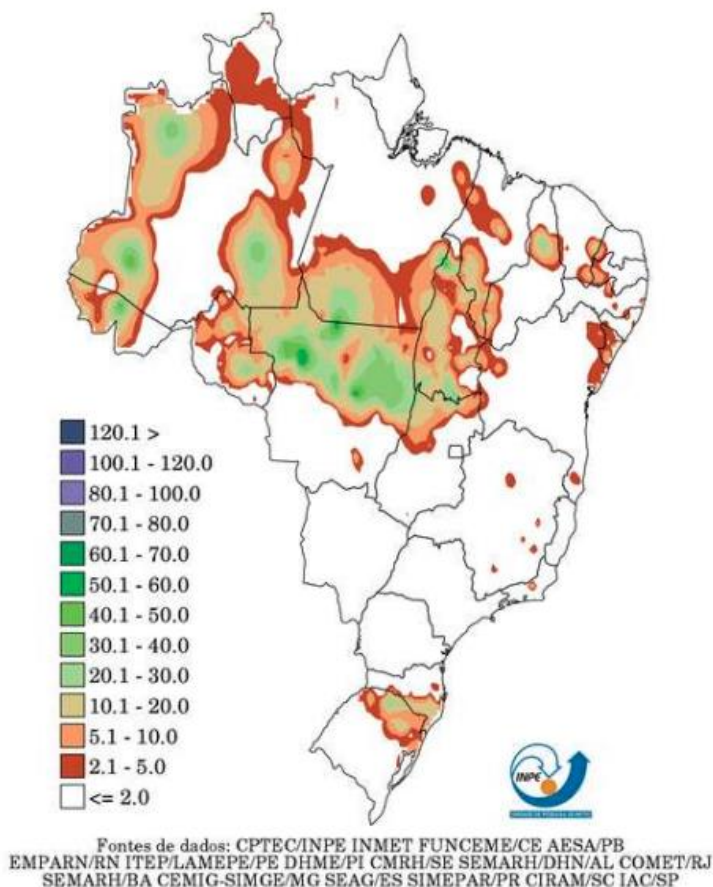 120.1 >
100.1 - 120.0
80.1 - 100.0
70.1 - 80.0
60.1 - 70.0
50.1 - 60.0
40.1 - 50.0
30.1 - 40.0
20.1 - 30.0
10.1 - 20.0
5.1 - 10.0
2.1 - 5.0
<= 2.0
INPE
Fontes de dados: CPTEC/INPE INMET FUNCEME/CE AESA/PB
EMPARN/RN ITEP/LAMEPE/PE DHME/PI CMRH/SE SEMARH/DHN/AL COMET/RJ
SEMARH/BA CEMIG-SIMGE/MG SEAG/ES SIMEPAR/PR CIRAM/SC IAC/SP